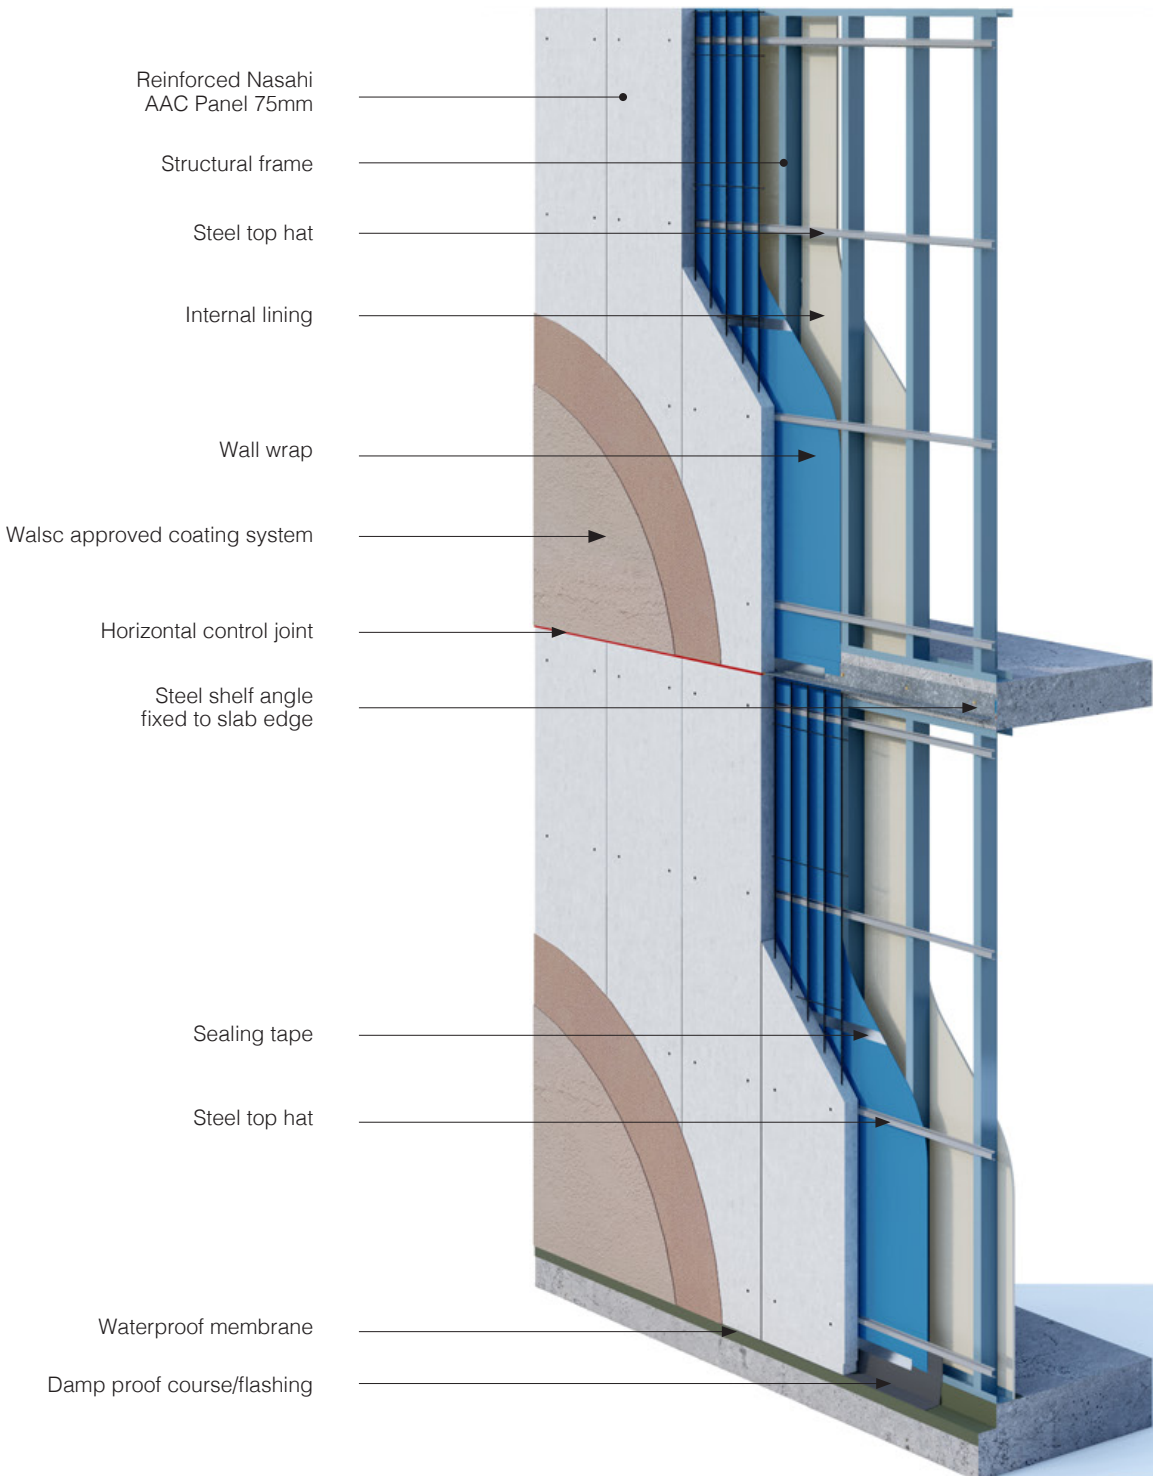 Reinforced Nasahi
AAC Panel 75mm
Structural frame
Steel top hat
Internal lining
Wall wrap
Walsc approved coating system
Horizontal control joint
Steel shelf angle
fixed to slab edge
Sealing tape
Steel top hat
Waterproof membrane
Damp proof course/flashing